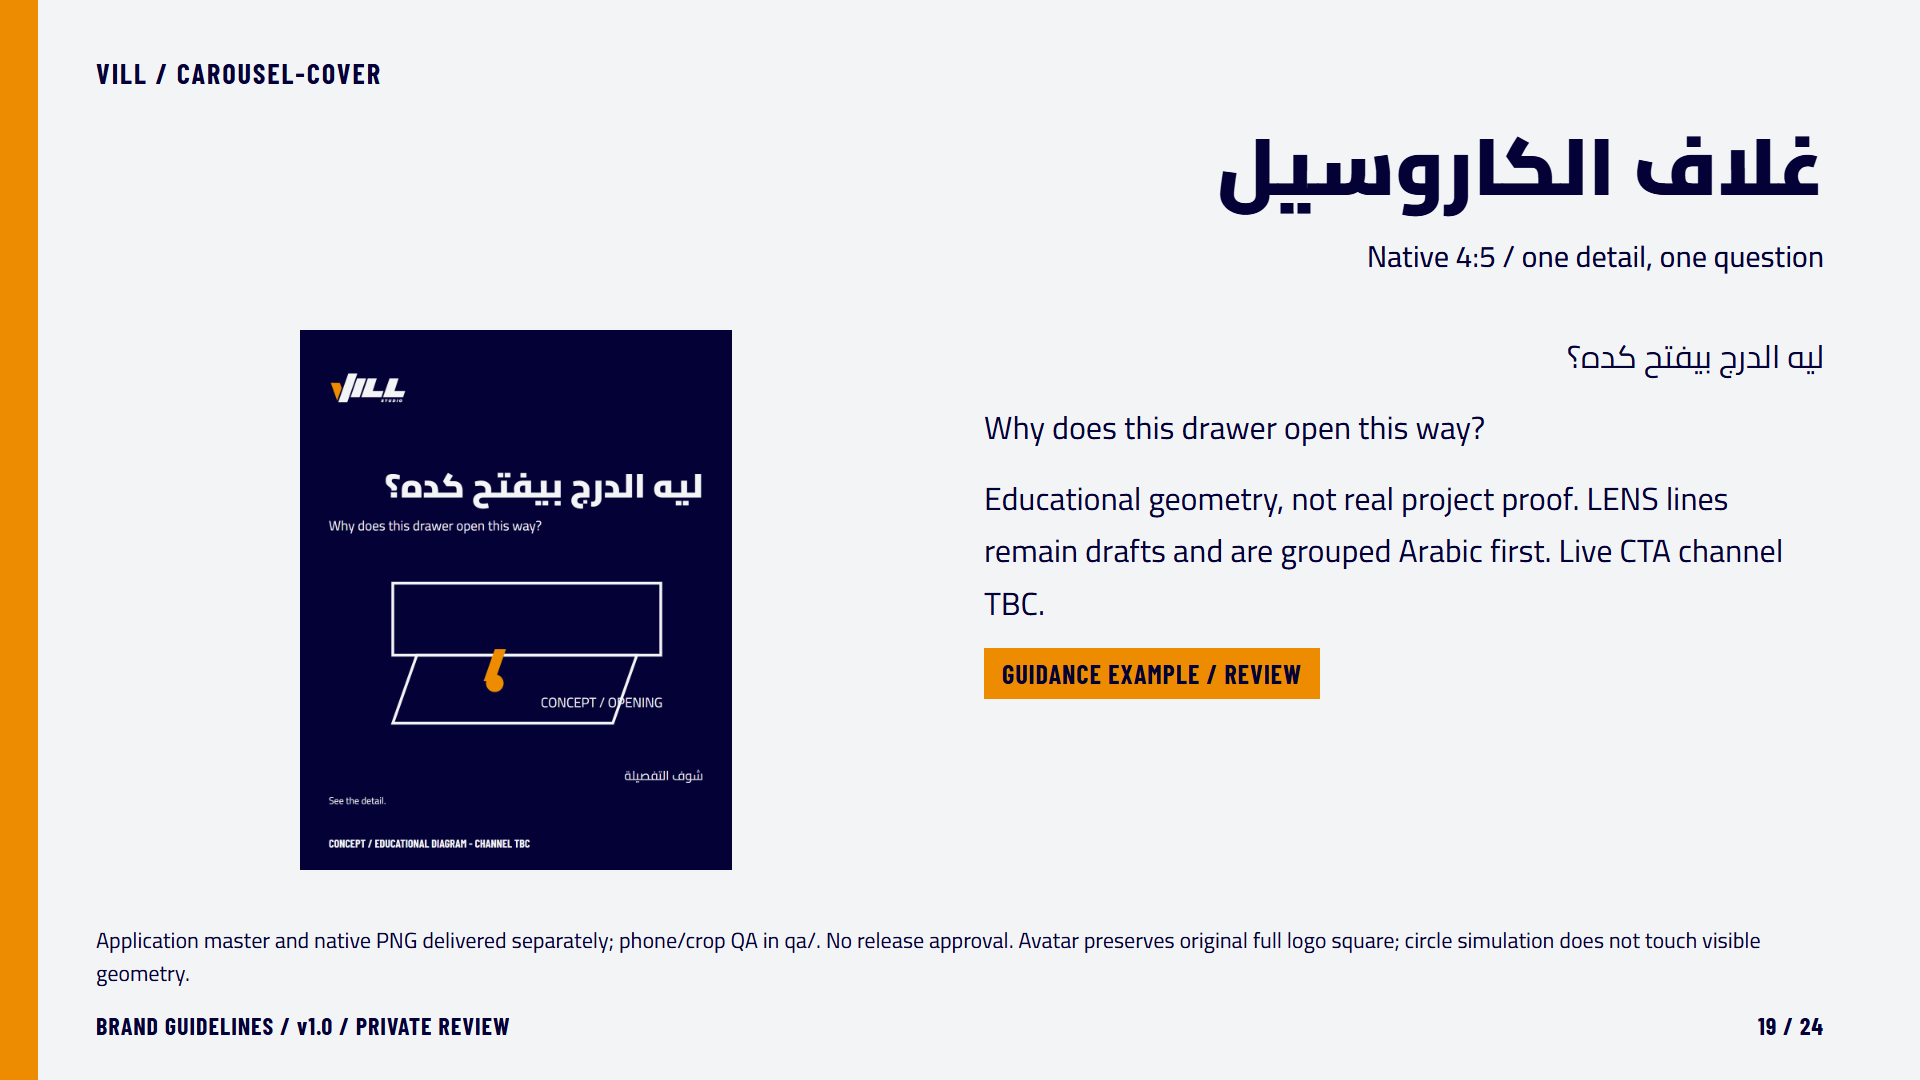 VILL / CAROUSEL-COVER
غلاف الكاروسيل
Native 4:5 / one detail, one question
VILL
STUDIO
ليه الدرج بيفتح كده؟
Why does this drawer open this way?
CONCEPT / OPENING
شوف التفصيلة
See the detail.
CONCEPT / EDUCATIONAL DIAGRAM - CHANNEL TBC
ليه الدرج بيفتح كده؟
Why does this drawer open this way?
Educational geometry, not real project proof. LENS lines
remain drafts and are grouped Arabic first. Live CTA channel
TBC.
GUIDANCE EXAMPLE / REVIEW
Application master and native PNG delivered separately; phone/crop QA in qa/. No release approval. Avatar preserves original full logo square; circle simulation does not touch visible
geometry.
BRAND GUIDELINES / v1.0 / PRIVATE REVIEW
19 / 24